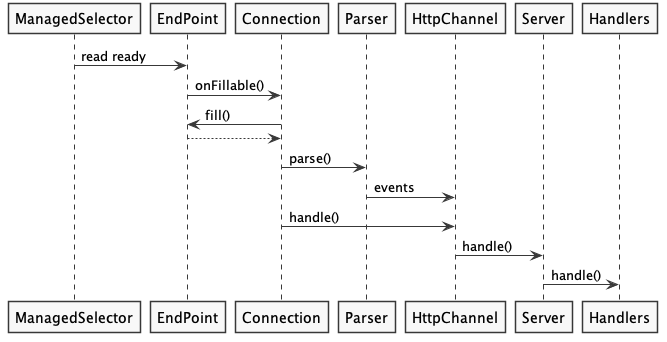 ManagedSelector EndPoint Connection Parser HttpChannel Server Handlers
read ready
onFillable()
fill()
parse()
events
handle()
handle()
handle()
ManagedSelector EndPoint Connection Parser HttpChannel Server Handlers